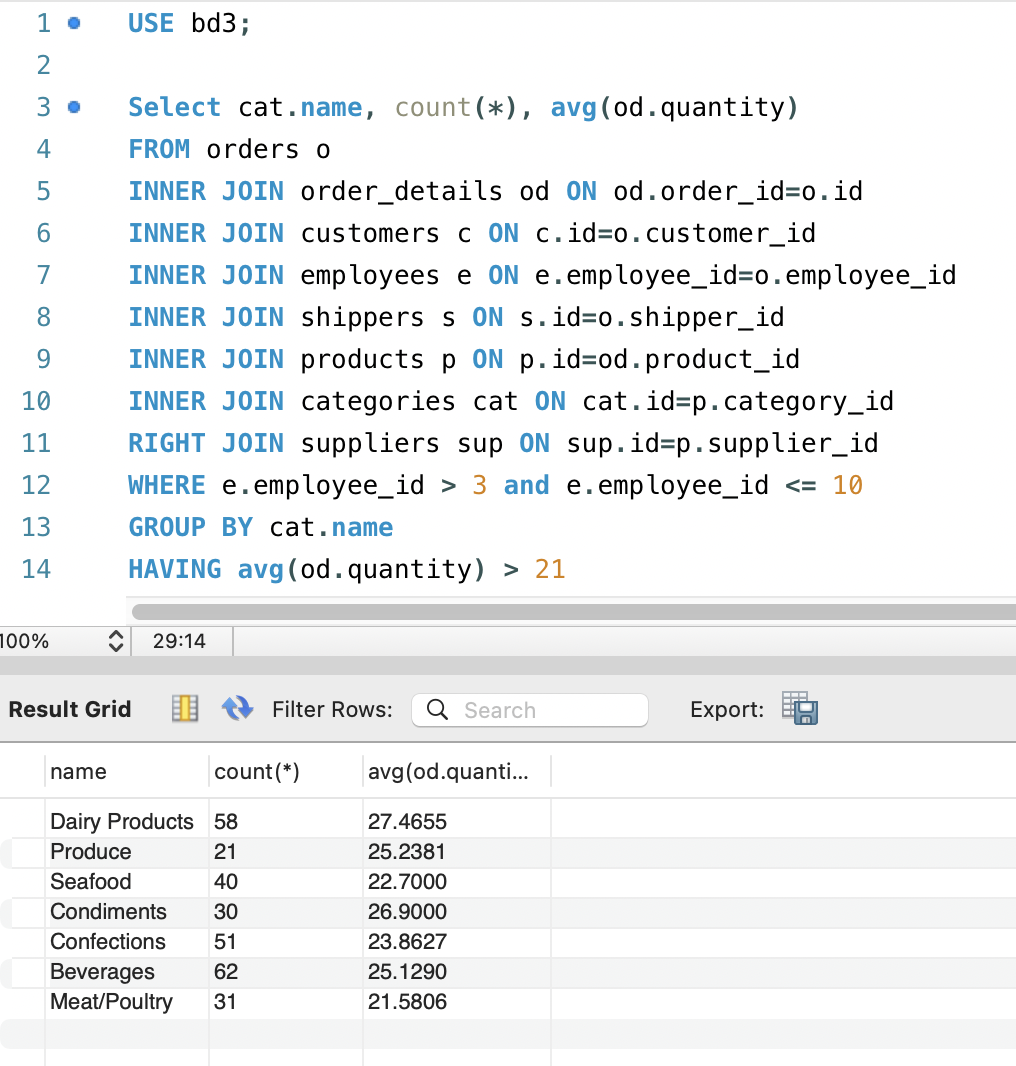 1 USE bd3;
2
3 Select cat.name, count(*), avg(od.quantity)
4 FROM orders o
5 INNER JOIN order_details od ON od.order_id=o.id
6 INNER JOIN customers c ON c.id=o.customer_id
7 INNER JOIN employees e ON e.employee_id=o.employee_id
8 INNER JOIN shippers s ON s.id=o.shipper_id
9 INNER JOIN products p ON p.id=od.product_id
10 INNER JOIN categories cat ON cat.id=p.category_id
11 RIGHT JOIN suppliers sup ON sup.id=p.supplier_id
12 WHERE e.employee_id > 3 and e.employee_id <= 10
13 GROUP BY cat.name
14 HAVING avg(od.quantity) > 21
100% 29:14
Result Grid Filter Rows: Search Export:
name count(*) avg(od.quanti...
Dairy Products 58 27.4655
Produce 21 25.2381
Seafood 40 22.7000
Condiments 30 26.9000
Confections 51 23.8627
Beverages 62 25.1290
Meat/Poultry 31 21.5806